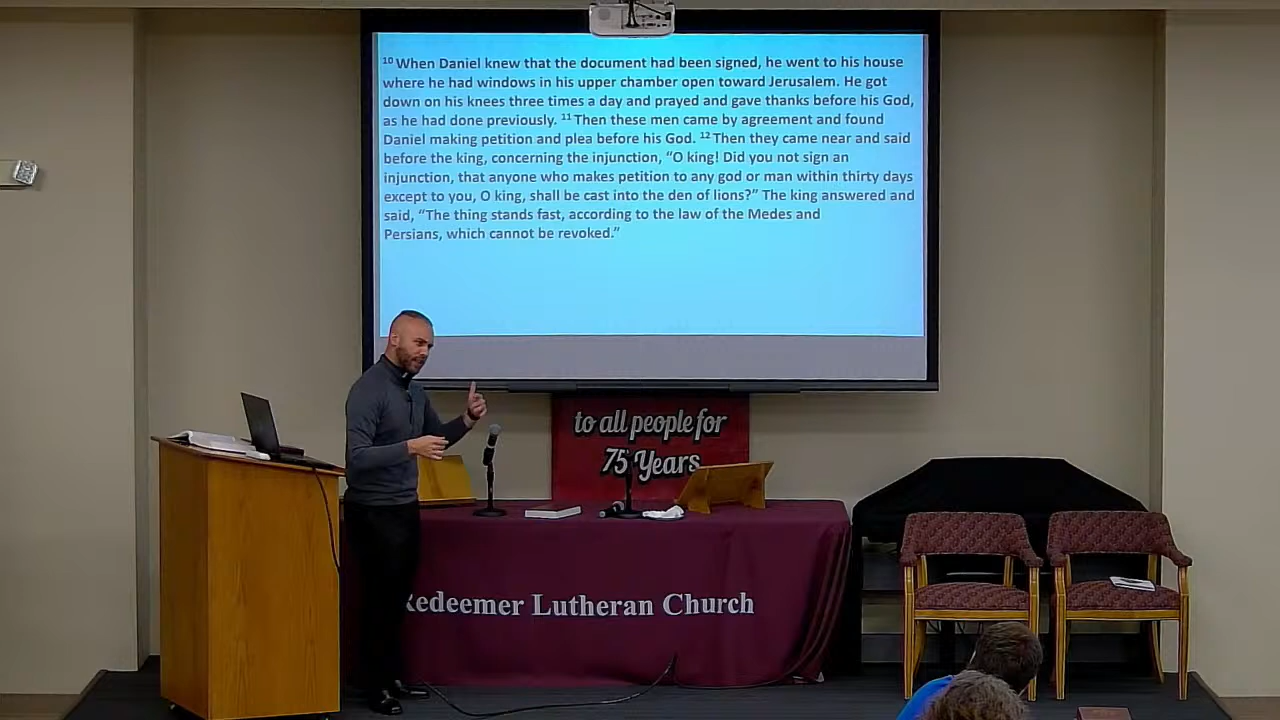 10 When Daniel knew that the document had been signed, he went to his house
where he had windows in his upper chamber open toward Jerusalem. He got
down on his knees three times a day and prayed and gave thanks before his God,
as he had done previously. 11 Then these men came by agreement and found
Daniel making petition and plea before his God. 12 Then they came near and said
before the king, concerning the injunction, “O king! Did you not sign an
injunction, that anyone who makes petition to any god or man within thirty days
except to you, O king, shall be cast into the den of lions?” The king answered and
said, “The thing stands fast, according to the law of the Medes and
Persians, which cannot be revoked.”
to all people for
75 Years
Redeemer Lutheran Church